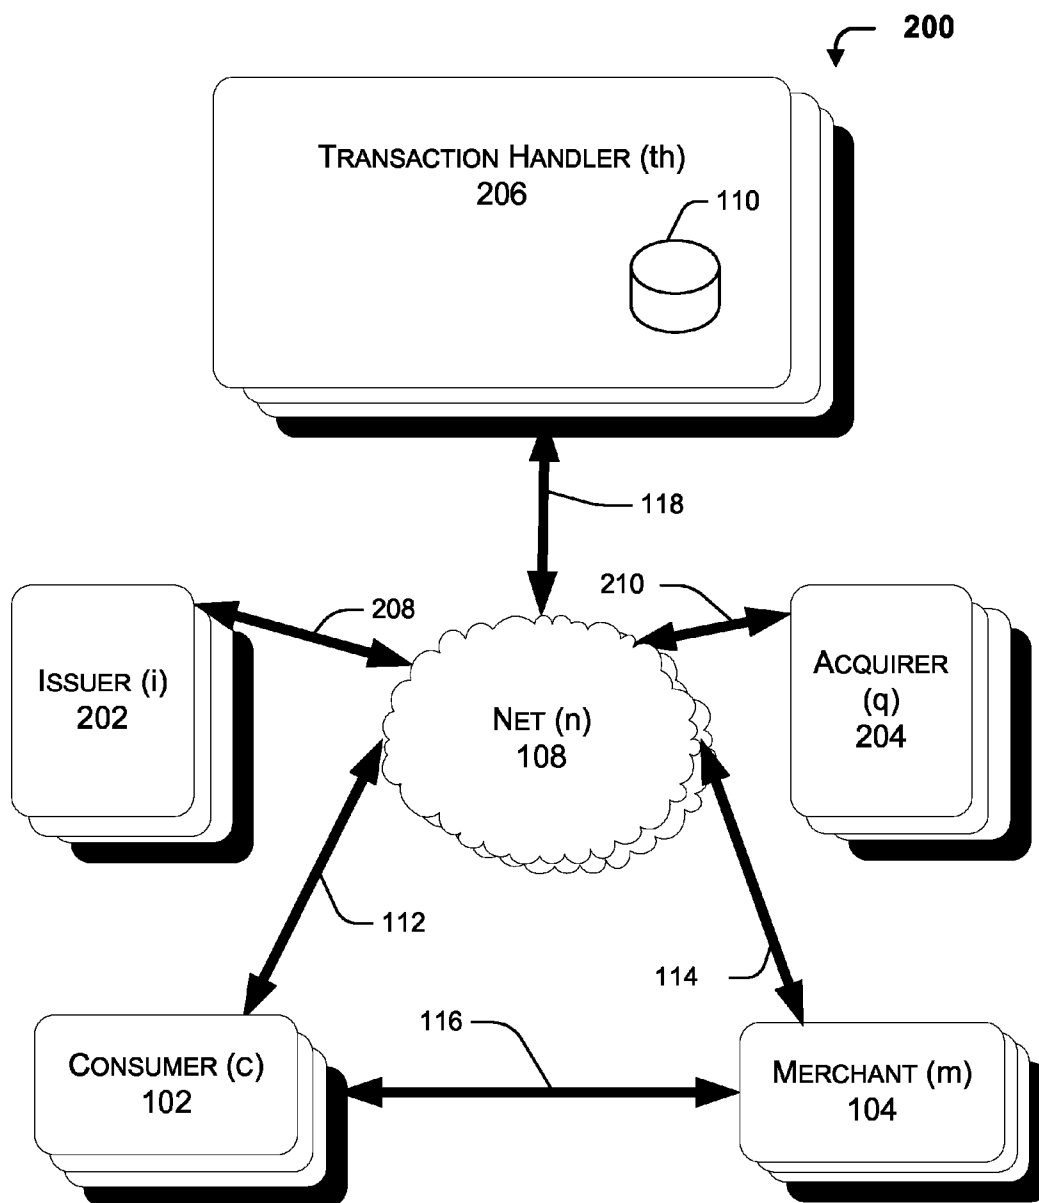 200
TRANSACTION HANDLER (th)
206
110
118
210
208
ISSUER (i)
202
ACQUIRER
(q)
204
NET (n)
108
112
114
116
CONSUMER (c)
102
MERCHANT (m)
104